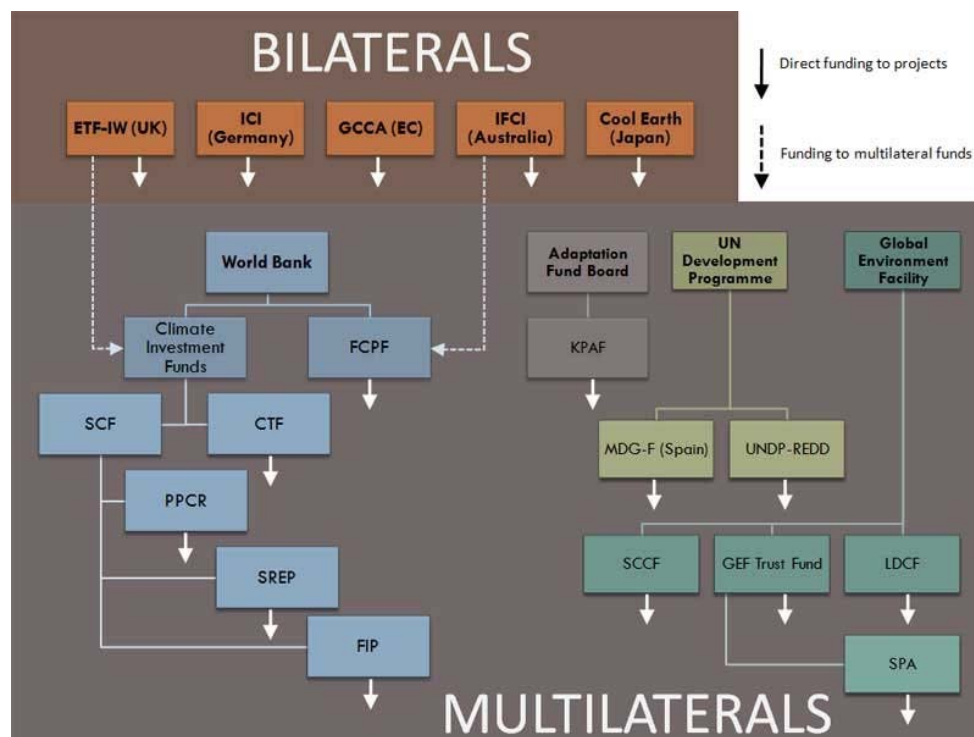 BILATERALS
Direct funding to projects
Funding to multilateral funds
ETF-IW (UK)
ICI
(Germany)
GCCA (EC)
IFCI
(Australia)
Cool Earth
(Japan)
World Bank
Adaptation
Fund Board
UN
Development
Programme
Global
Environment
Facility
Climate
Investment
Funds
FCPF
KPAF
SCF
CTF
MDG-F (Spain)
UNDP-REDD
PPCR
SREP
SCCF
GEF Trust Fund
LDCF
FIP
SPA
MULTILATERALS